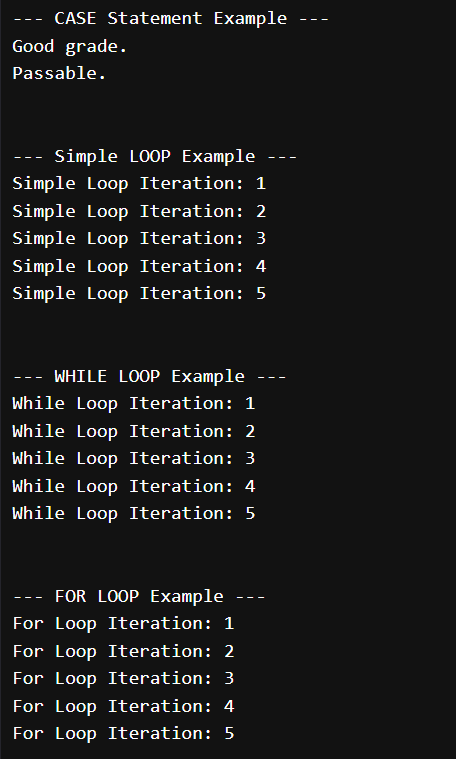 --- CASE Statement Example ---
Good grade.
Passable.
--- Simple LOOP Example ---
Simple Loop Iteration: 1
Simple Loop Iteration: 2
Simple Loop Iteration: 3
Simple Loop Iteration: 4
Simple Loop Iteration: 5
--- WHILE LOOP Example ---
While Loop Iteration: 1
While Loop Iteration: 2
While Loop Iteration: 3
While Loop Iteration: 4
While Loop Iteration: 5
--- FOR LOOP Example ---
For Loop Iteration: 1
For Loop Iteration: 2
For Loop Iteration: 3
For Loop Iteration: 4
For Loop Iteration: 5